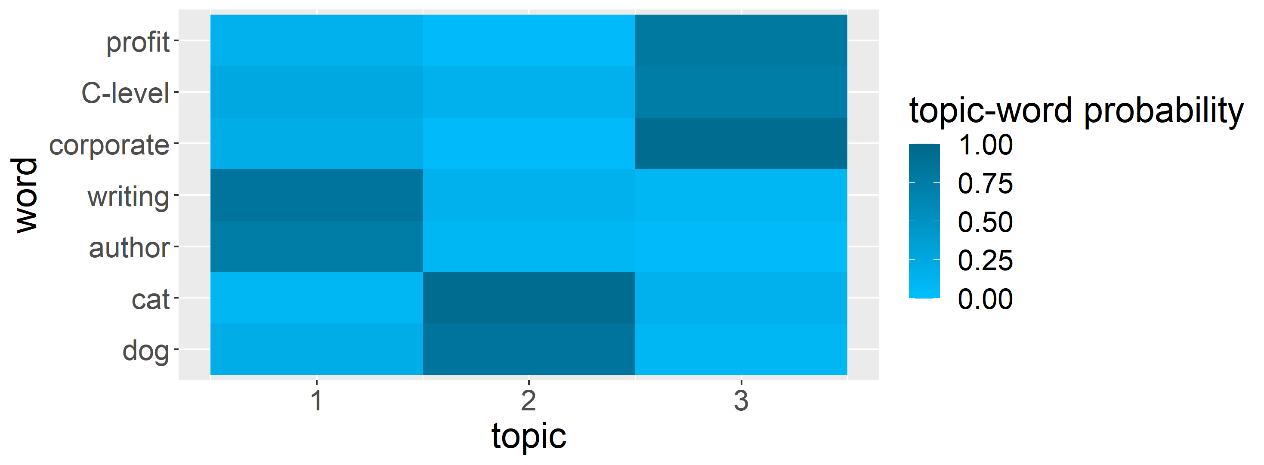 profit
C-level
corporate
writing
author
cat
dog
word
1 2 3
topic
topic-word probability
1.00
0.75
0.50
0.25
0.00